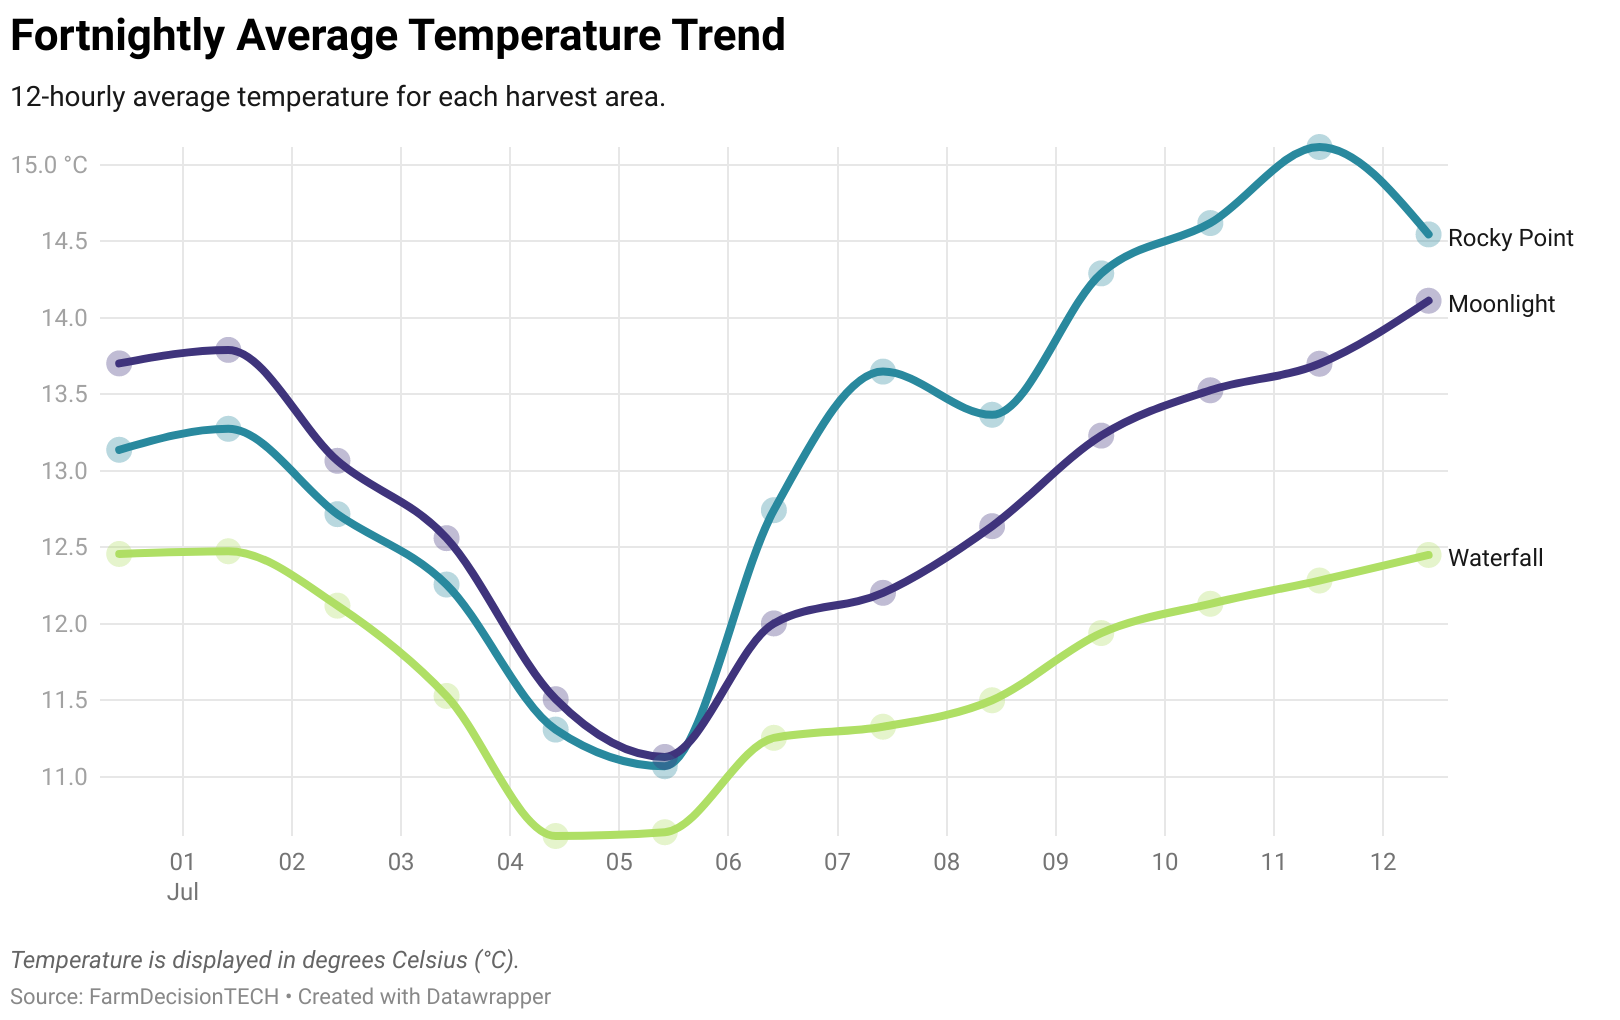 Fortnightly Average Temperature Trend
12-hourly average temperature for each harvest area.
15.0 °C
14.5
14.0
13.5
13.0
12.5
12.0
11.5
11.0
Rocky Point
Moonlight
Waterfall
01 02 03 04 05 06 07 08 09 10 11 12
Jul
Temperature is displayed in degrees Celsius (°C).
Source: FarmDecisionTECH • Created with Datawrapper